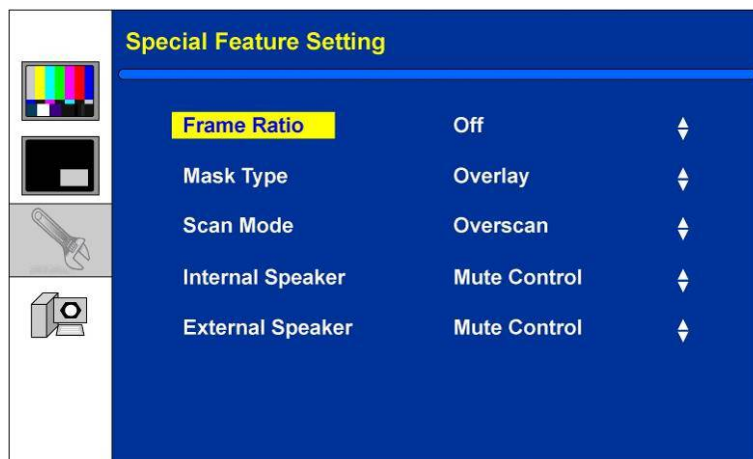 Special Feature Setting
Frame Ratio Off
Mask Type Overlay
Scan Mode Overscan
Internal Speaker Mute Control
External Speaker Mute Control